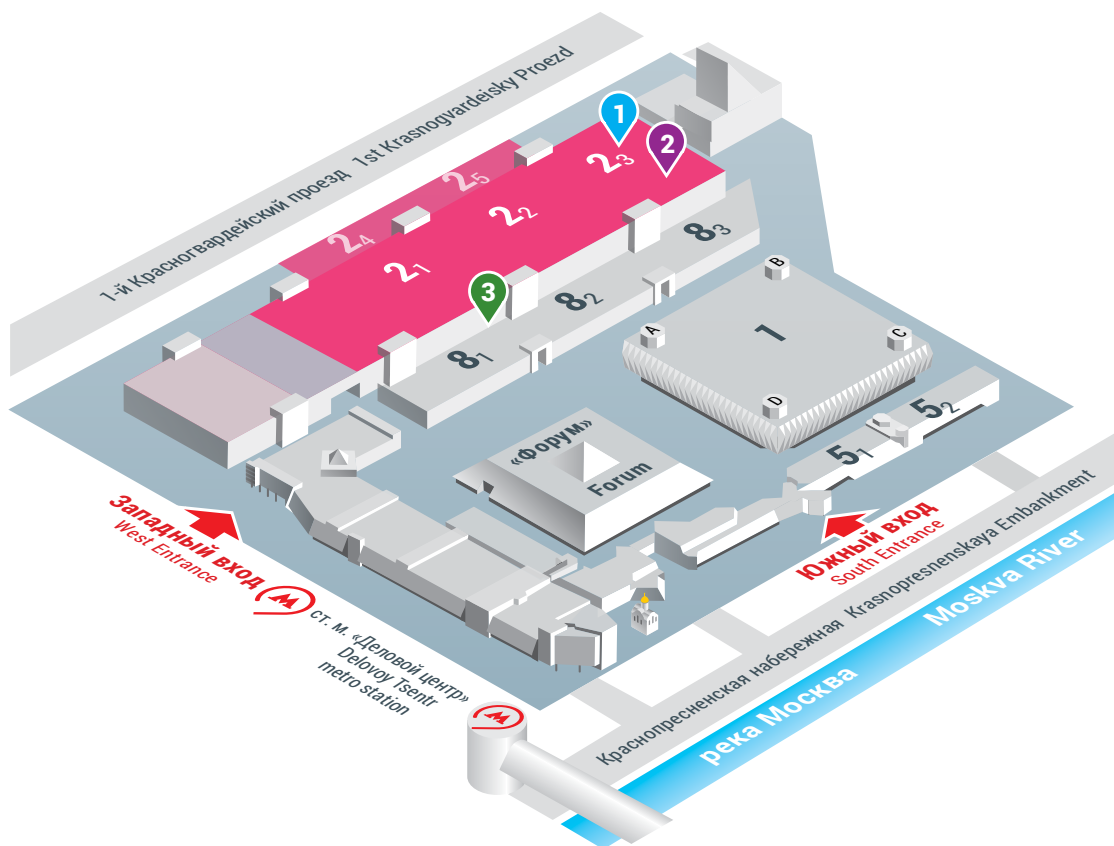 1-й Красногвардейский проезд 1st Krasnogvardeisky Proezd
1
2
2₃
2₅
2₂
2₄
2₁
8₃
3
8₂
8₁
B
A
1
C
D
5₂
5₁
«Форум»
Forum
Западный вход
West Entrance
Южный вход
South Entrance
ст. м. «Деловой центр»
Delovoy Tsentr
metro station
Краснопресненская набережная Krasnopresnenskaya Embankment
река Москва Moskva River